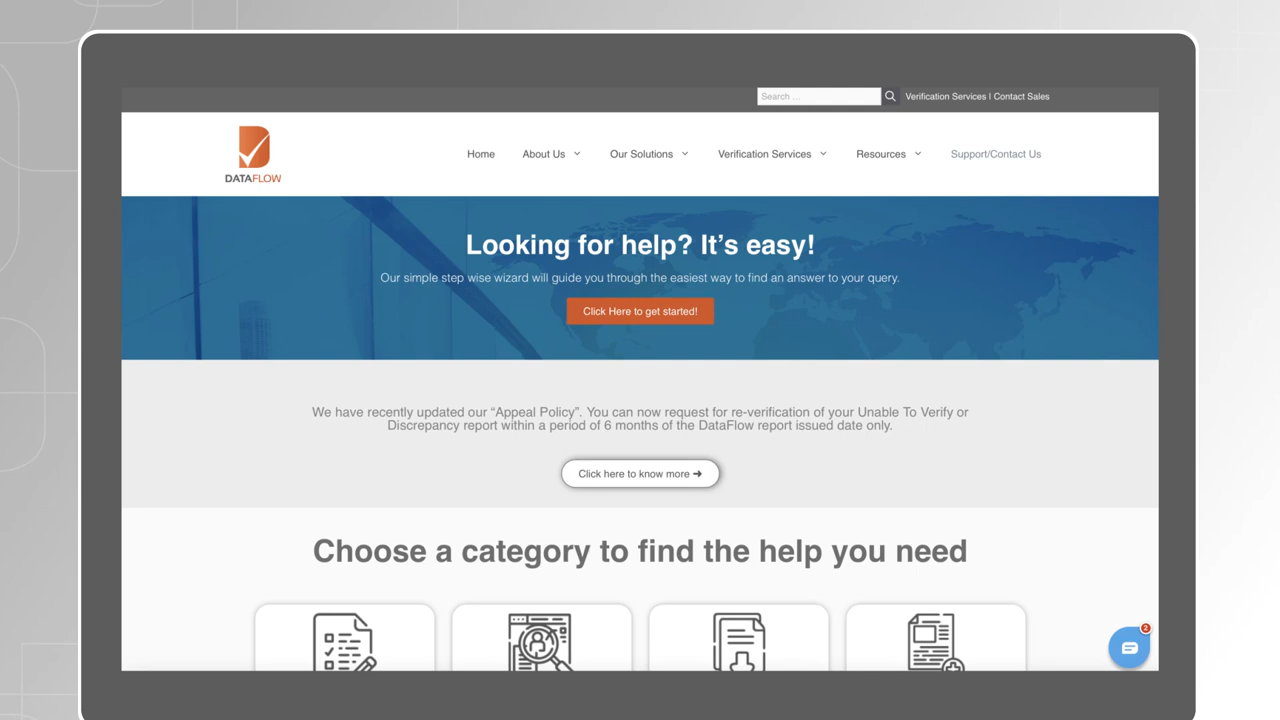 Search ...
Verification Services | Contact Sales
DATAFLOW
Home
About Us
Our Solutions
Verification Services
Resources
Support/Contact Us
Looking for help? It’s easy!
Our simple step wise wizard will guide you through the easiest way to find an answer to your query.
Click Here to get started!
We have recently updated our “Appeal Policy”. You can now request for re-verification of your Unable To Verify or
Discrepancy report within a period of 6 months of the DataFlow report issued date only.
Click here to know more ➜
Choose a category to find the help you need
2